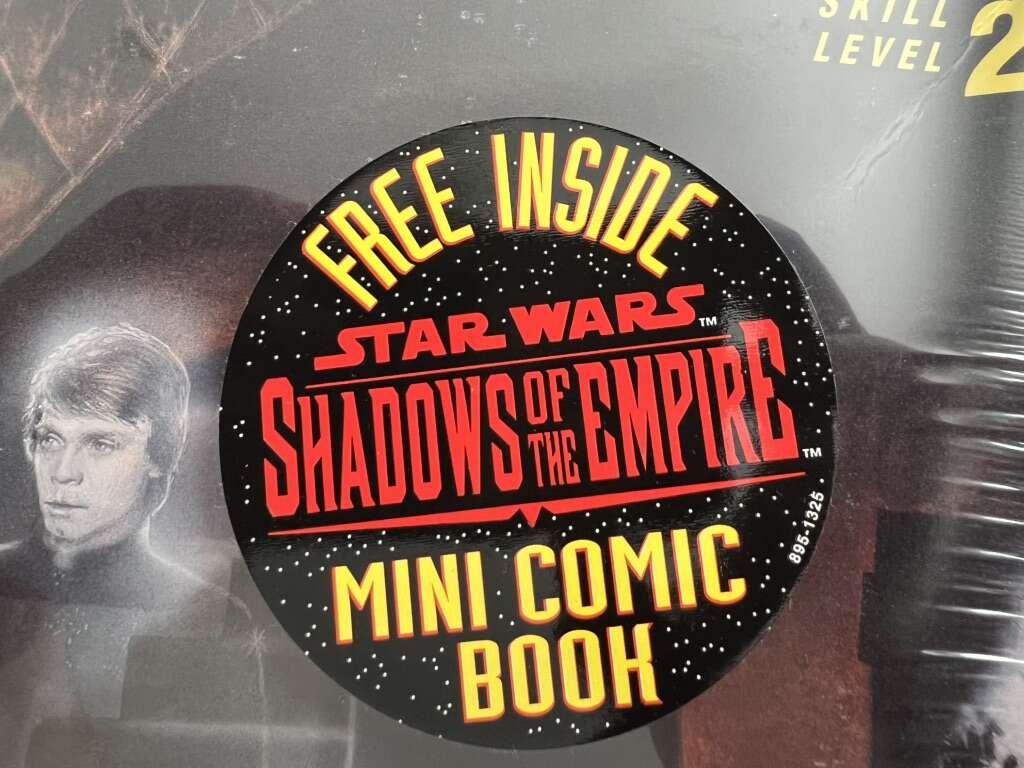 SKILL
LEVEL 2
FREE INSIDE
STAR WARS™
SHADOWS OF THE EMPIRE™
895-1325
MINI COMIC
BOOK